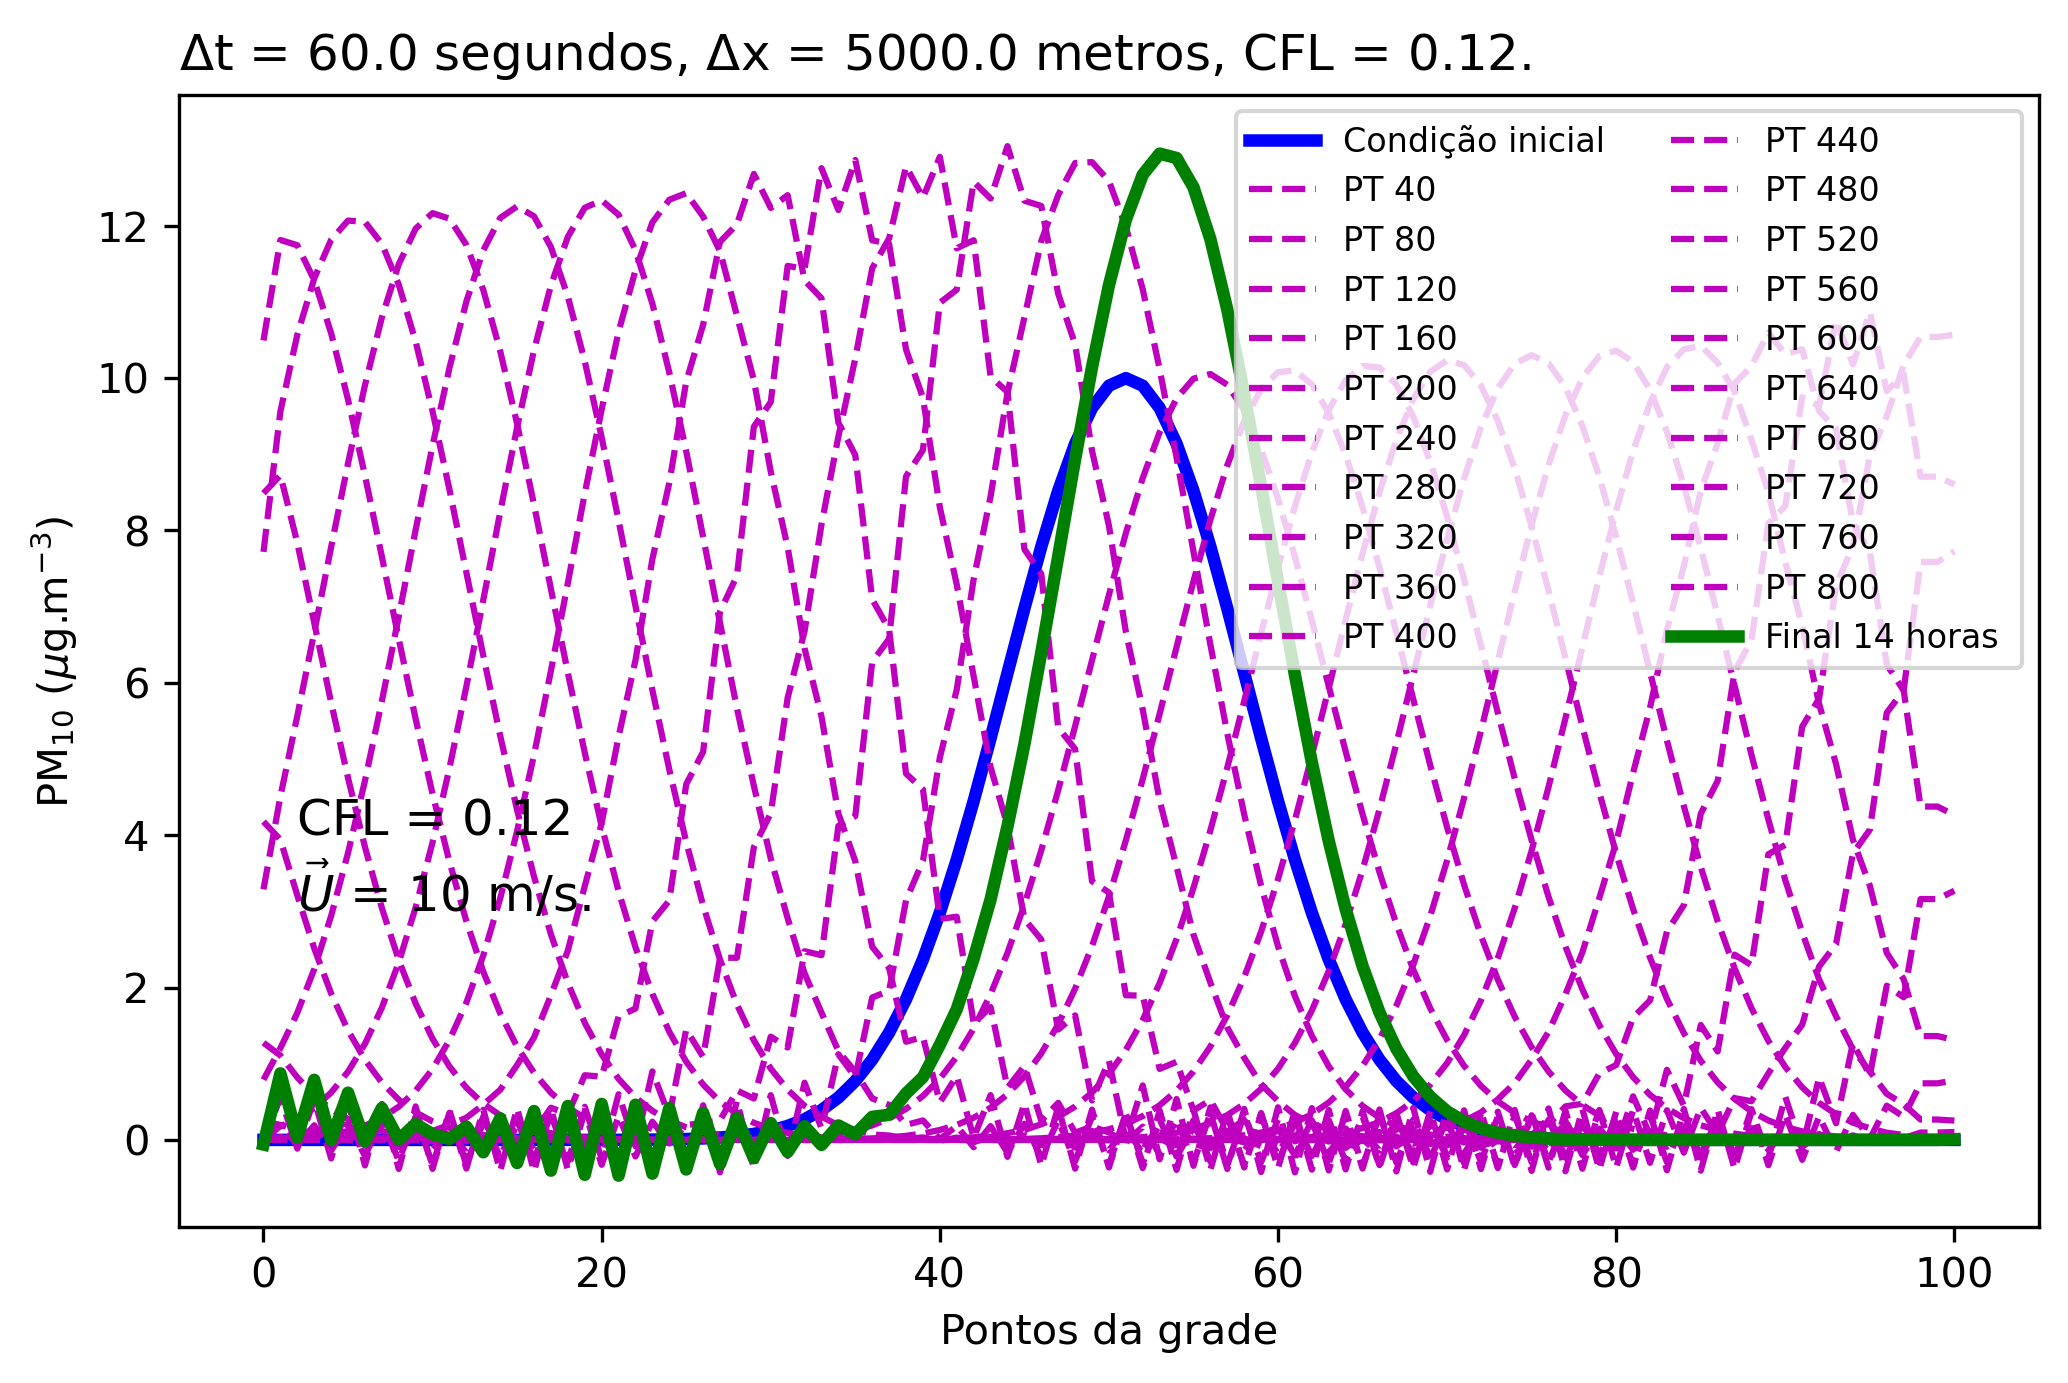 Δt = 60.0 segundos, Δx = 5000.0 metros, CFL = 0.12.
PM₁₀ (μg.m⁻³)
12
10
8
6
4
2
0
CFL = 0.12
U⃗ = 10 m/s.
Condição inicial
PT 40
PT 80
PT 120
PT 160
PT 200
PT 240
PT 280
PT 320
PT 360
PT 400
PT 440
PT 480
PT 520
PT 560
PT 600
PT 640
PT 680
PT 720
PT 760
PT 800
Final 14 horas
0 20 40 60 80 100
Pontos da grade